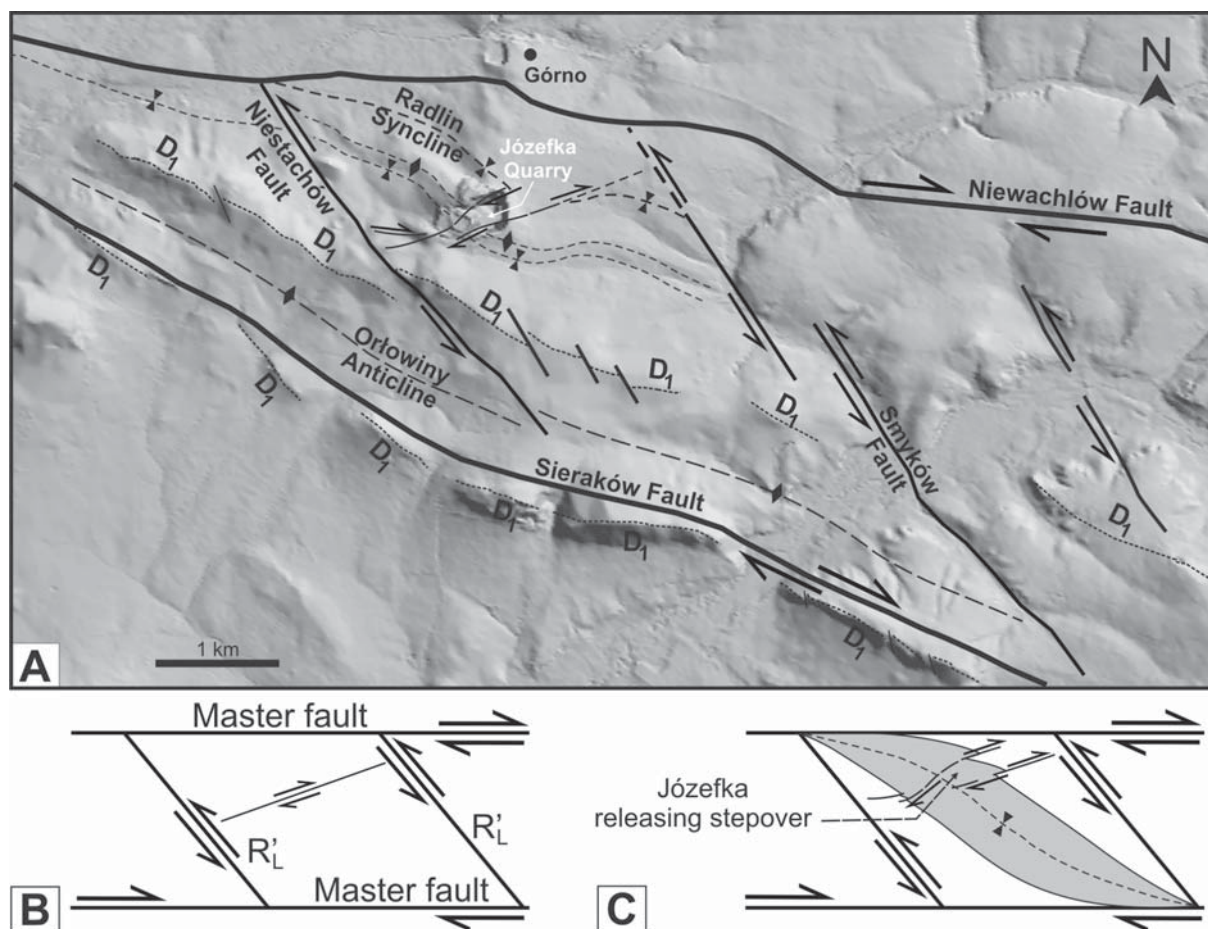 N
Górno
Radlin
Syncline
Józefka
Quarry
Niestachów
Fault
D1
D1
D1
Niewachlów Fault
D1
D1
D1
D1
Orłowiny
Anticline
D1
D1
Smyków
Fault
Sieraków Fault
D1
D1
D1
1 km
A
Master fault
R'L
R'L
Master fault
B
Józefka
releasing stepover
C